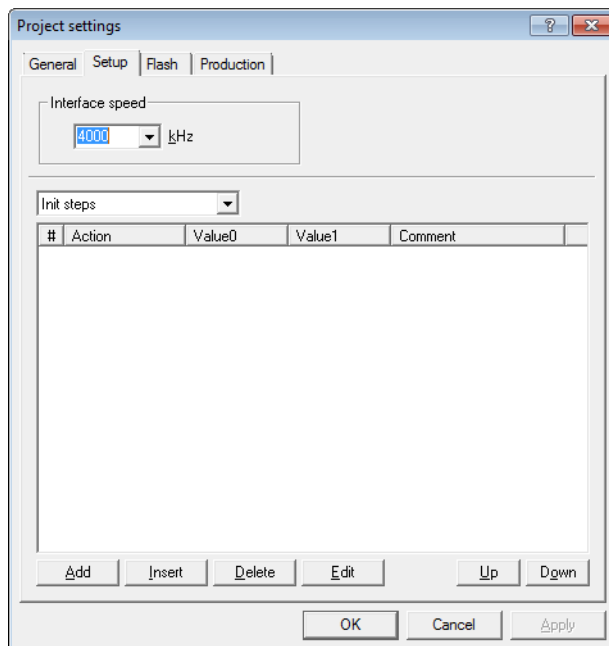 Project settings
General Setup Flash Production
Interface speed
4000 kHz
Init steps
# Action Value0 Value1 Comment
Add Insert Delete Edit Up Down
OK Cancel Apply